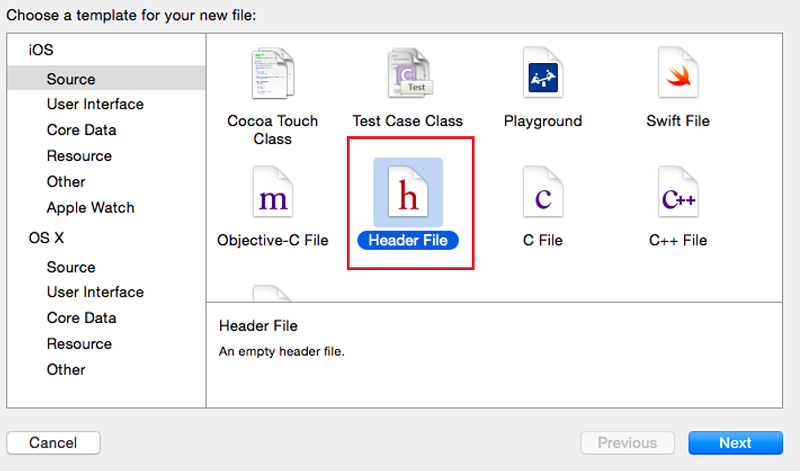 Choose a template for your new file:
iOS
Source
User Interface
Core Data
Resource
Other
Apple Watch
OS X
Source
User Interface
Core Data
Resource
Other
C
Test
Cocoa Touch
Class
Test Case Class
Playground
Swift File
m
Objective-C File
h
Header File
c
C File
C++
C++ File
Header File
An empty header file.
Cancel
Previous
Next